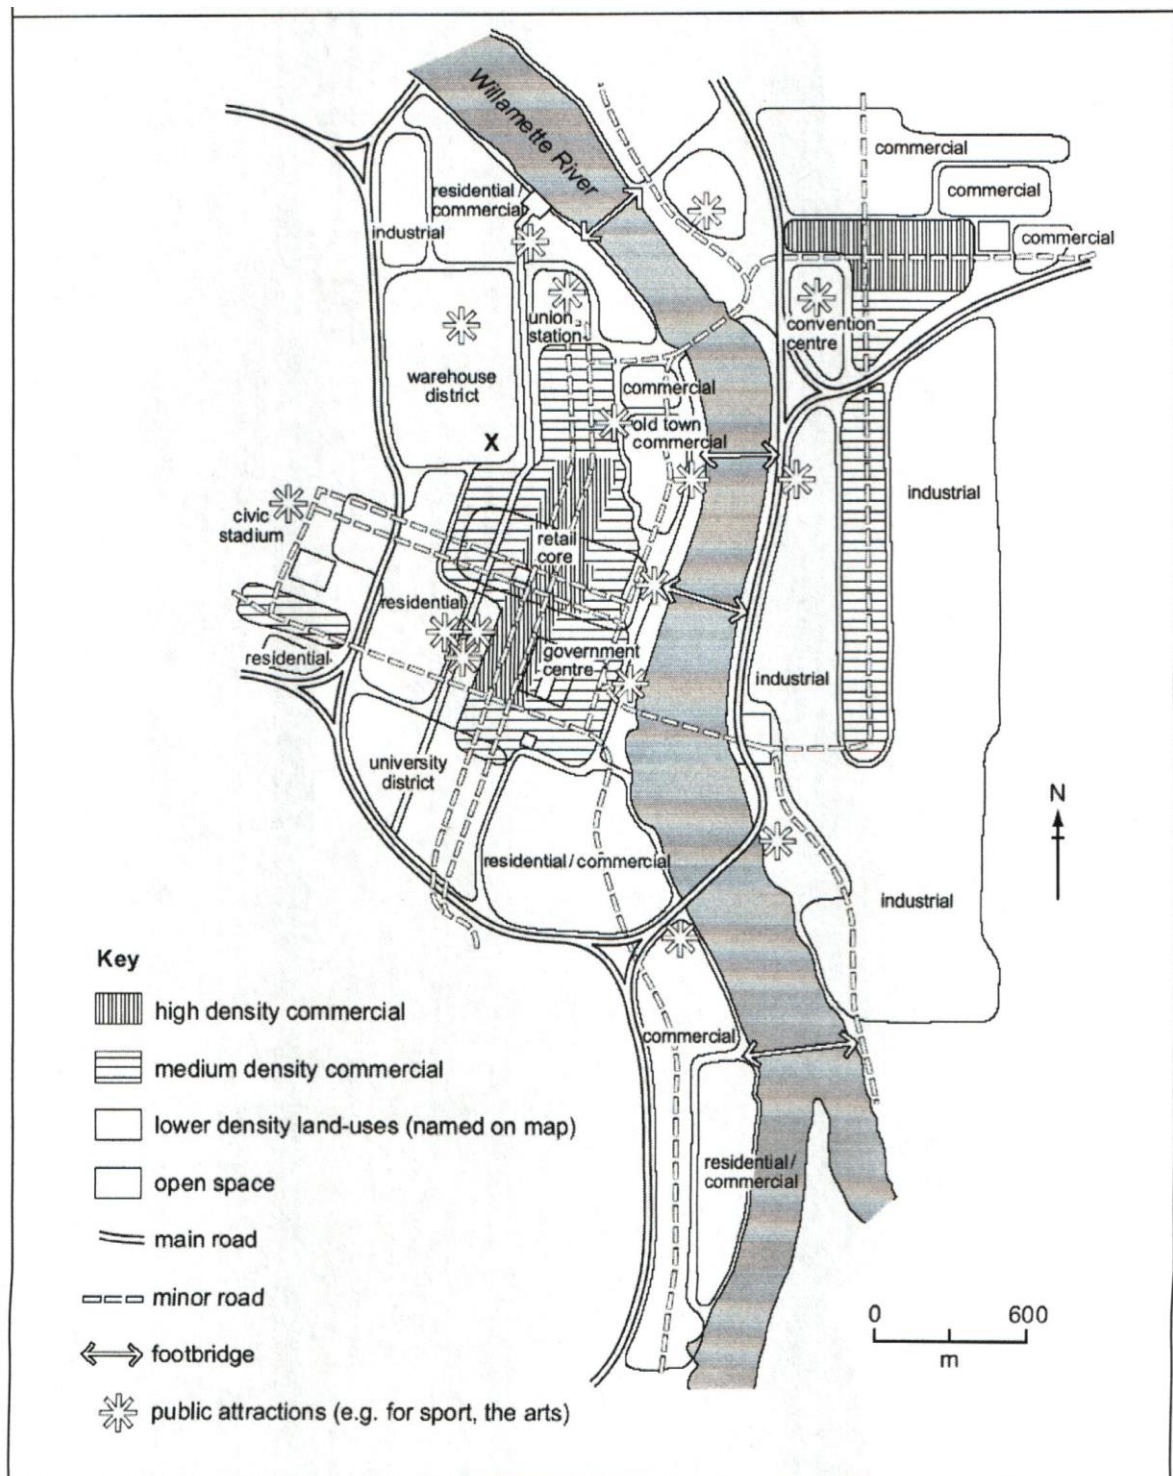 Willamette River
commercial
residential /
commercial
commercial
industrial
commercial
union
station
convention
centre
warehouse
district
commercial
old town
commercial
X
industrial
civic
stadium
retail
core
residential
government
centre
residential
industrial
university
district
N
residential / commercial
industrial
Key
high density commercial
commercial
medium density commercial
lower density land-uses (named on map)
residential /
commercial
open space
main road
minor road
0 600
m
footbridge
public attractions (e.g. for sport, the arts)